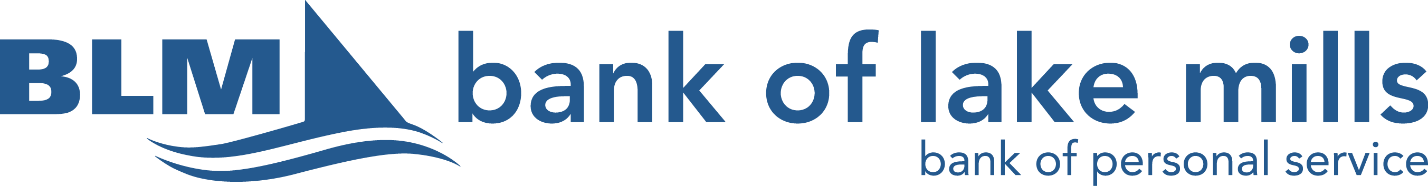 BLM bank of lake mills
bank of personal service